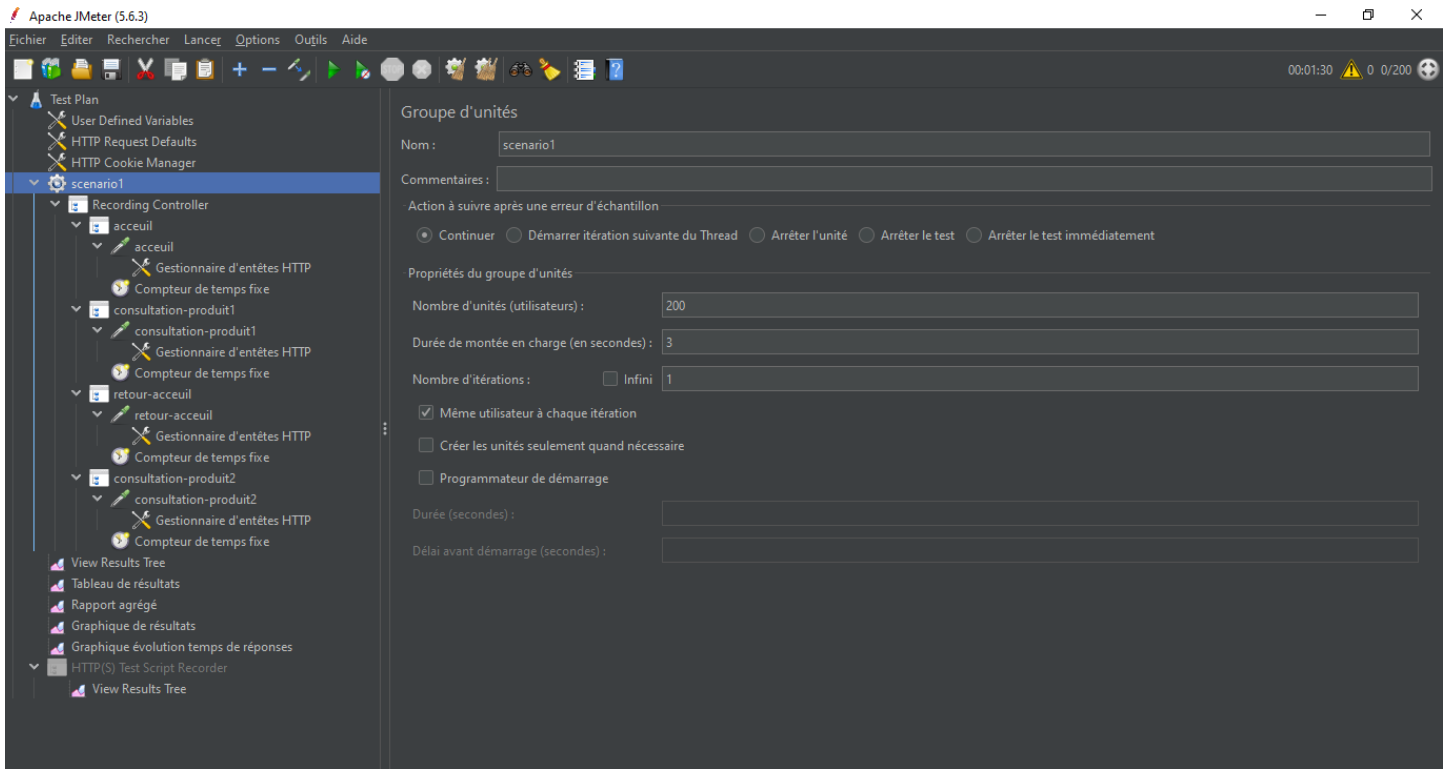 Apache JMeter (5.6.3)
Fichier Editer Rechercher Lancer Options Outils Aide
00:01:30 0 0/200
Test Plan
User Defined Variables
HTTP Request Defaults
HTTP Cookie Manager
scenario1
Recording Controller
acceuil
acceuil
Gestionnaire d'entêtes HTTP
Compteur de temps fixe
consultation-produit1
consultation-produit1
Gestionnaire d'entêtes HTTP
Compteur de temps fixe
retour-acceuil
retour-acceuil
Gestionnaire d'entêtes HTTP
Compteur de temps fixe
consultation-produit2
consultation-produit2
Gestionnaire d'entêtes HTTP
Compteur de temps fixe
View Results Tree
Tableau de résultats
Rapport agrégé
Graphique de résultats
Graphique évolution temps de réponses
HTTP(S) Test Script Recorder
View Results Tree
Groupe d'unités
Nom : scenario1
Commentaires :
Action à suivre après une erreur d'échantillon
Continuer Démarrer itération suivante du Thread Arrêter l'unité Arrêter le test Arrêter le test immédiatement
Propriétés du groupe d'unités
Nombre d'unités (utilisateurs) : 200
Durée de montée en charge (en secondes) : 3
Nombre d'itérations : Infini 1
Même utilisateur à chaque itération
Créer les unités seulement quand nécessaire
Programmateur de démarrage
Durée (secondes) :
Délai avant démarrage (secondes) :